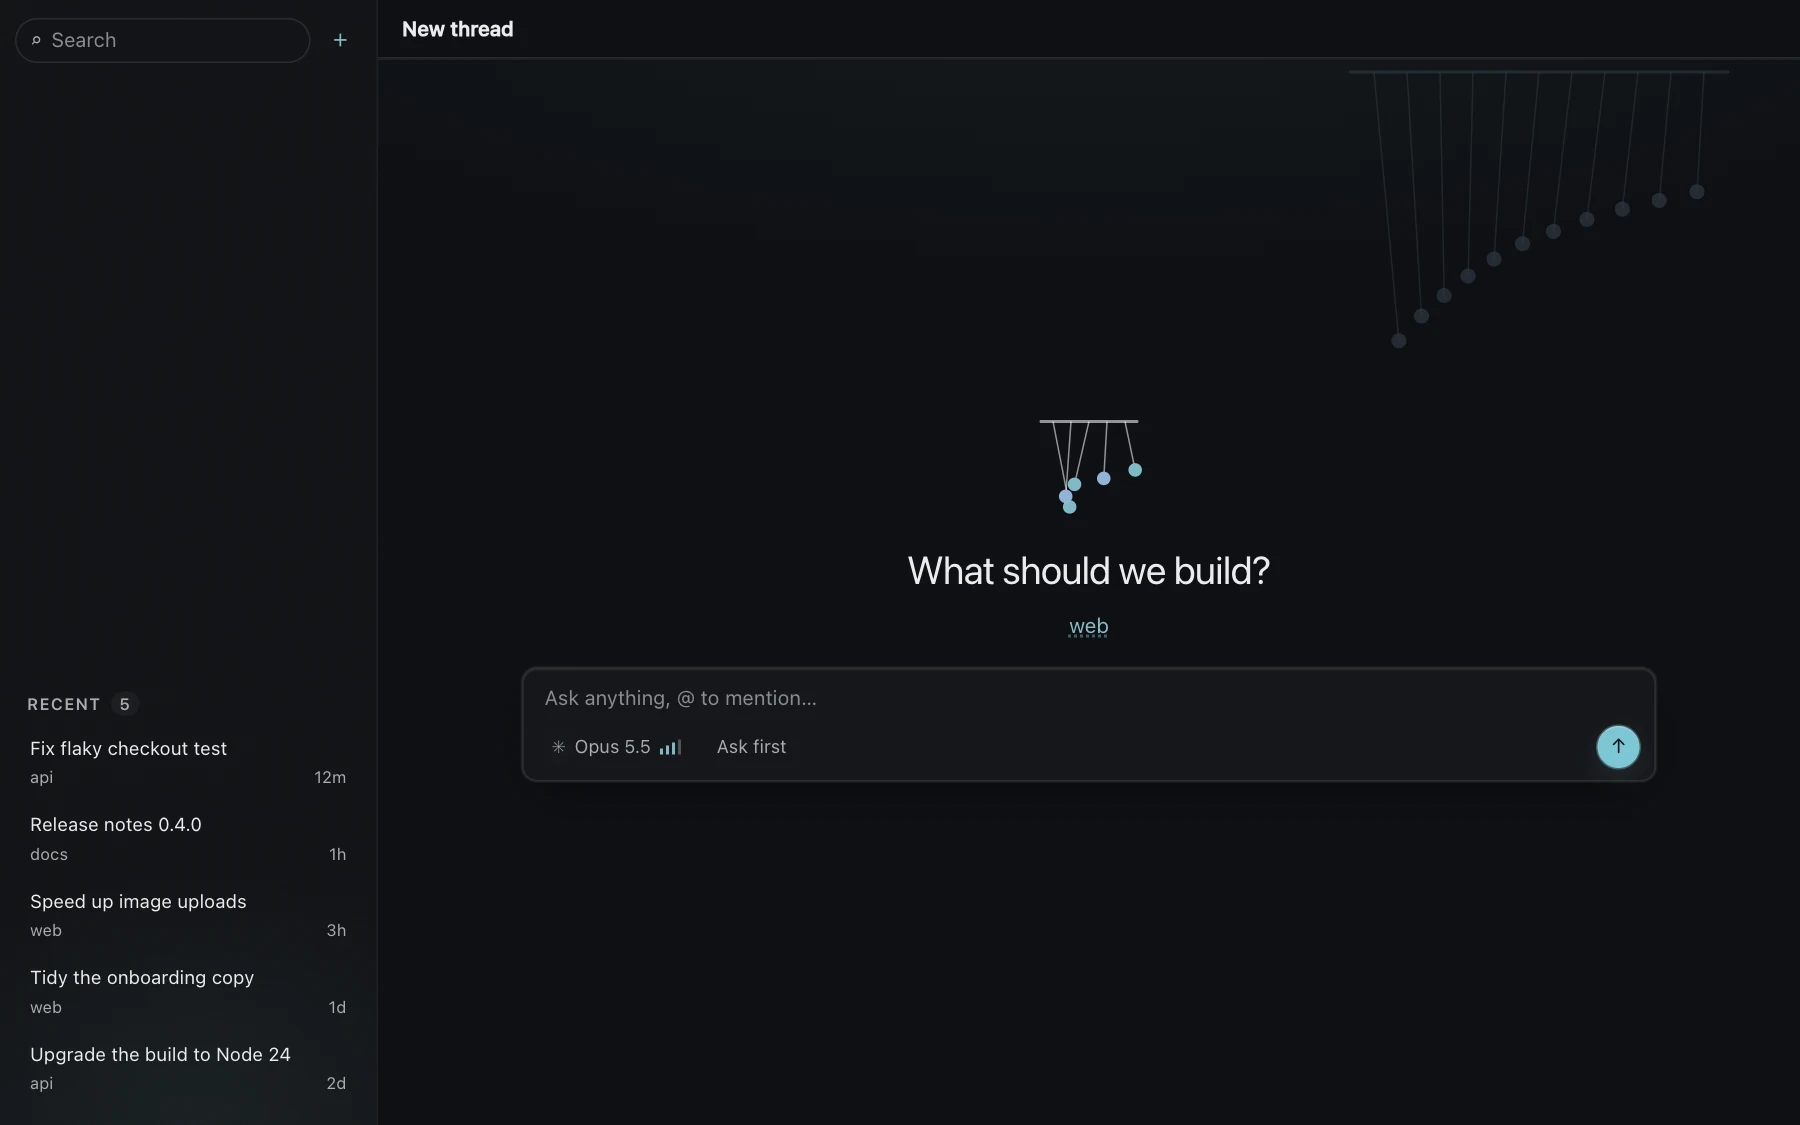 Search
New thread
What should we build?
web
Ask anything, @ to mention...
Opus 5.5
Ask first
RECENT 5
Fix flaky checkout test
api 12m
Release notes 0.4.0
docs 1h
Speed up image uploads
web 3h
Tidy the onboarding copy
web 1d
Upgrade the build to Node 24
api 2d